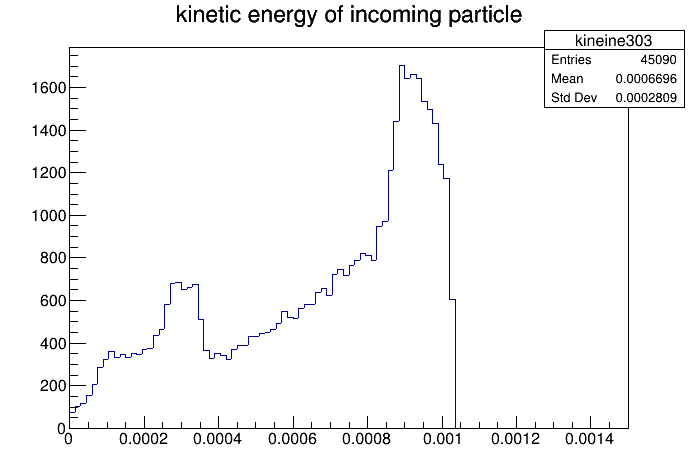 kinetic energy of incoming particle
kineine303
Entries 45090
Mean 0.0006696
Std Dev 0.0002809
1600
1400
1200
1000
800
600
400
200
0
0 0.0002 0.0004 0.0006 0.0008 0.001 0.0012 0.0014